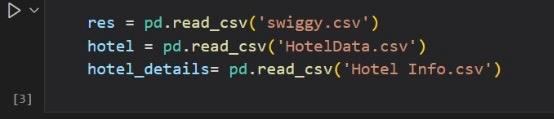 res = pd.read_csv('swiggy.csv')
hotel = pd.read_csv('HotelData.csv')
hotel_details= pd.read_csv('Hotel Info.csv')
[3]